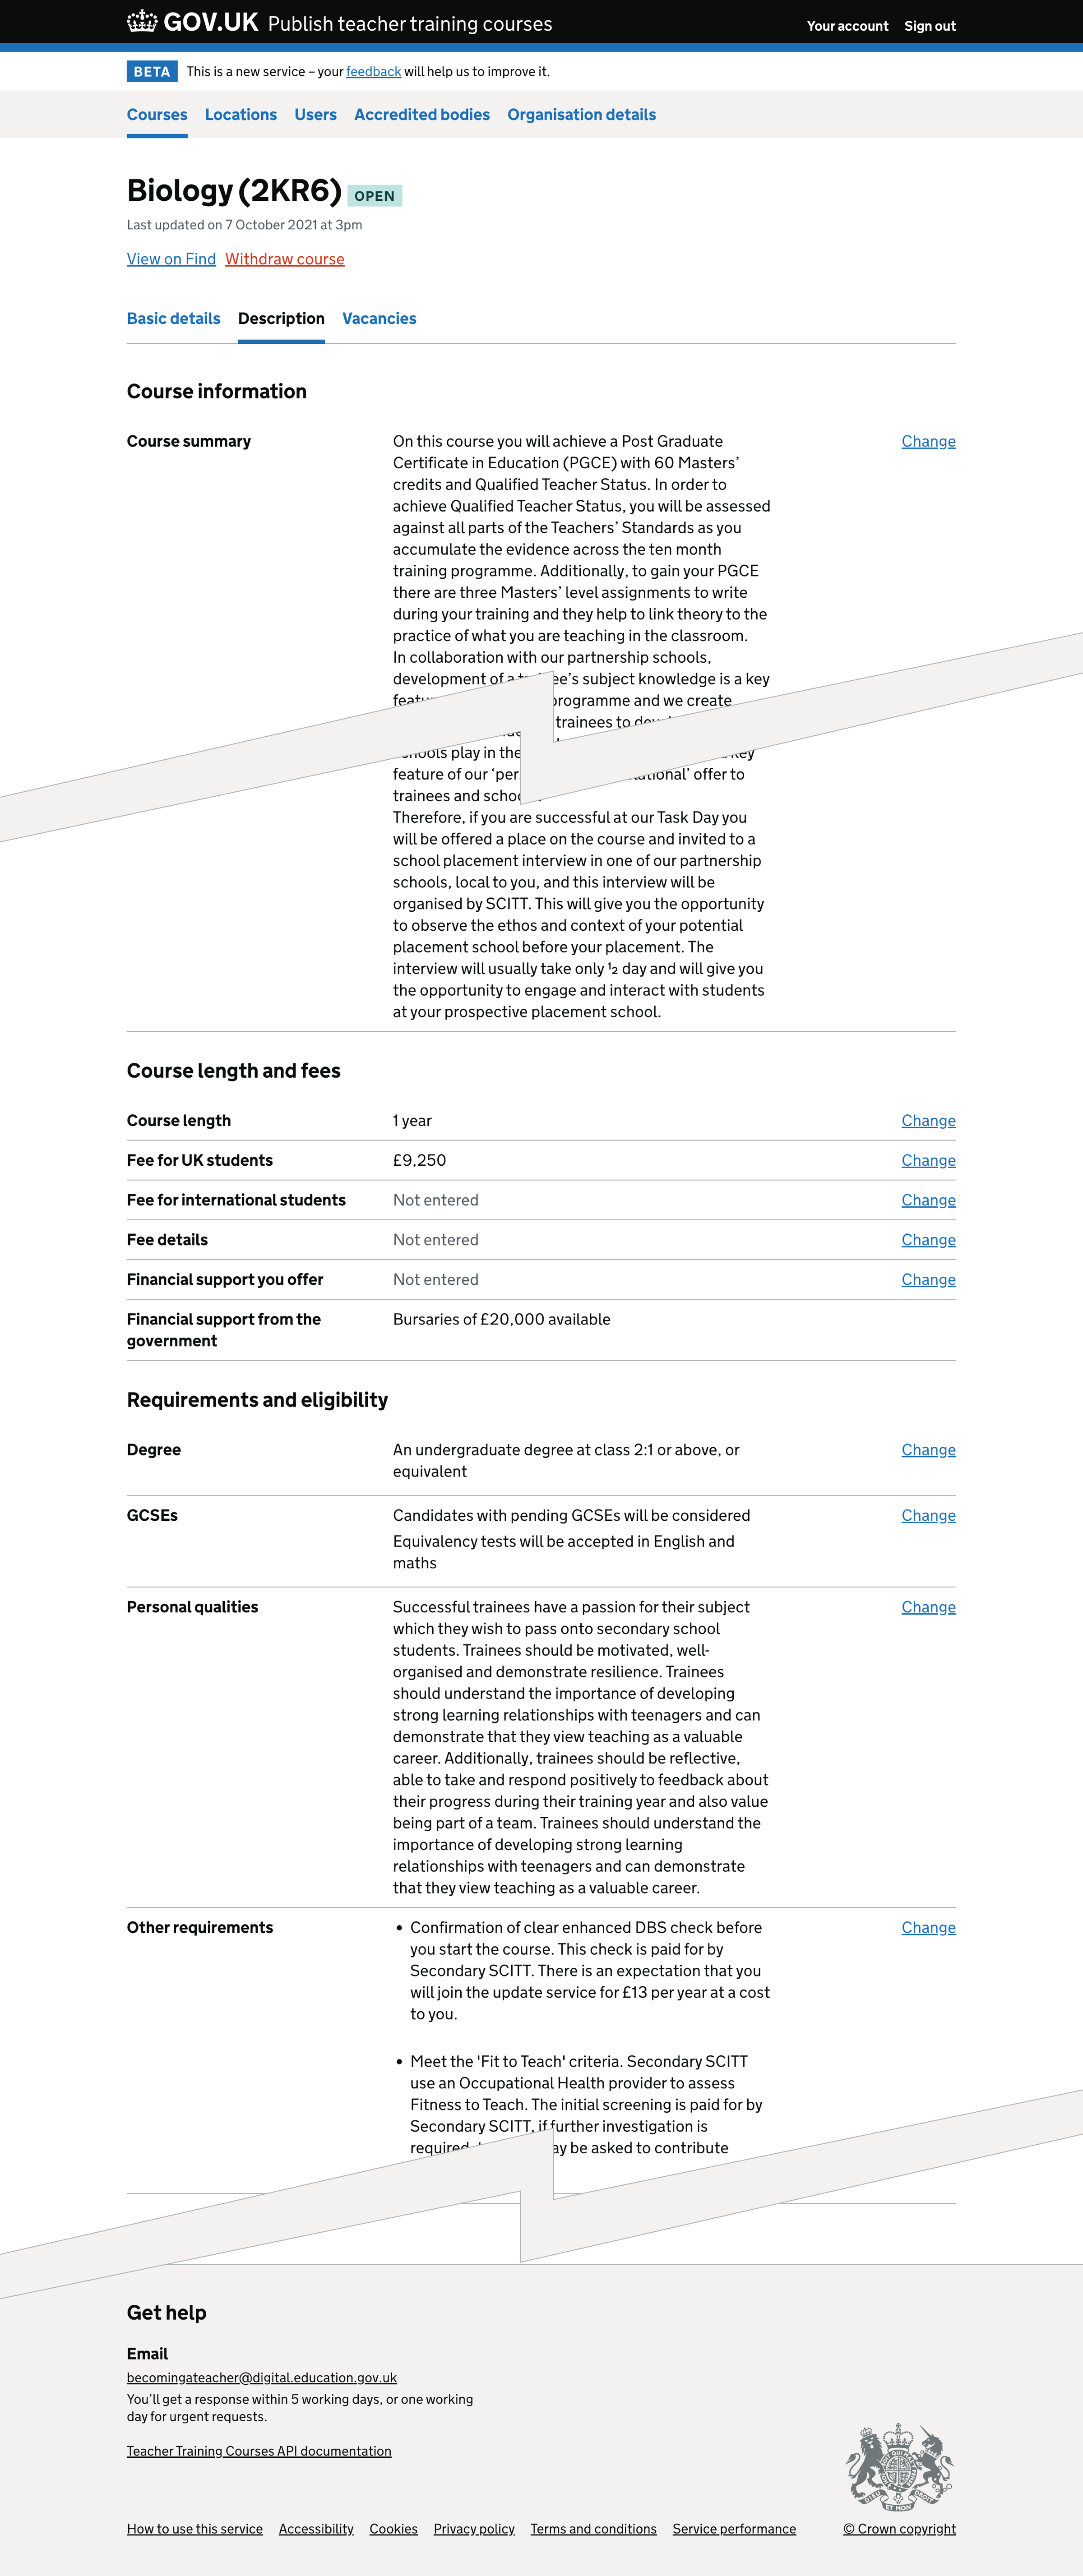 GOV.UK Publish teacher training courses
Your account Sign out
BETA This is a new service – your feedback will help us to improve it.
Courses Locations Users Accredited bodies Organisation details
Biology (2KR6) OPEN
Last updated on 7 October 2021 at 3pm
View on Find Withdraw course
Basic details Description Vacancies
Course information
Course summary
Change
On this course you will achieve a Post Graduate
Certificate in Education (PGCE) with 60 Masters’
credits and Qualified Teacher Status. In order to
achieve Qualified Teacher Status, you will be assessed
against all parts of the Teachers’ Standards as you
accumulate the evidence across the ten month
training programme. Additionally, to gain your PGCE
there are three Masters’ level assignments to write
during your training and they help to link theory to the
practice of what you are teaching in the classroom.
In collaboration with our partnership schools,
development of a subject knowledge is a key
programme and we create
trainees to
play in the key
feature of our offer to
trainees and
Therefore, if you are successful at our Task Day you
will be offered a place on the course and invited to a
school placement interview in one of our partnership
schools, local to you, and this interview will be
organised by SCITT. This will give you the opportunity
to observe the ethos and context of your potential
placement school before your placement. The
interview will usually take only ½ day and will give you
the opportunity to engage and interact with students
at your prospective placement school.
Course length and fees
Course length 1 year Change
Fee for UK students £9,250 Change
Fee for international students Not entered Change
Fee details Not entered Change
Financial support you offer Not entered Change
Financial support from the Bursaries of £20,000 available
government
Requirements and eligibility
Degree An undergraduate degree at class 2:1 or above, or Change
equivalent
GCSEs Candidates with pending GCSEs will be considered Change
Equivalency tests will be accepted in English and
maths
Personal qualities Successful trainees have a passion for their subject Change
which they wish to pass onto secondary school
students. Trainees should be motivated, well-
organised and demonstrate resilience. Trainees
should understand the importance of developing
strong learning relationships with teenagers and can
demonstrate that they view teaching as a valuable
career. Additionally, trainees should be reflective,
able to take and respond positively to feedback about
their progress during their training year and also value
being part of a team. Trainees should understand the
importance of developing strong learning
relationships with teenagers and can demonstrate
that they view teaching as a valuable career.
Other requirements • Confirmation of clear enhanced DBS check before Change
you start the course. This check is paid for by
Secondary SCITT. There is an expectation that you
will join the update service for £13 per year at a cost
to you.
• Meet the 'Fit to Teach' criteria. Secondary SCITT
use an Occupational Health provider to assess
Fitness to Teach. The initial screening is paid for by
Secondary SCITT, if further investigation is
be asked to contribute
Get help
Email
becomingateacher@digital.education.gov.uk
You’ll get a response within 5 working days, or one working
day for urgent requests.
Teacher Training Courses API documentation
How to use this service Accessibility Cookies Privacy policy Terms and conditions Service performance © Crown copyright